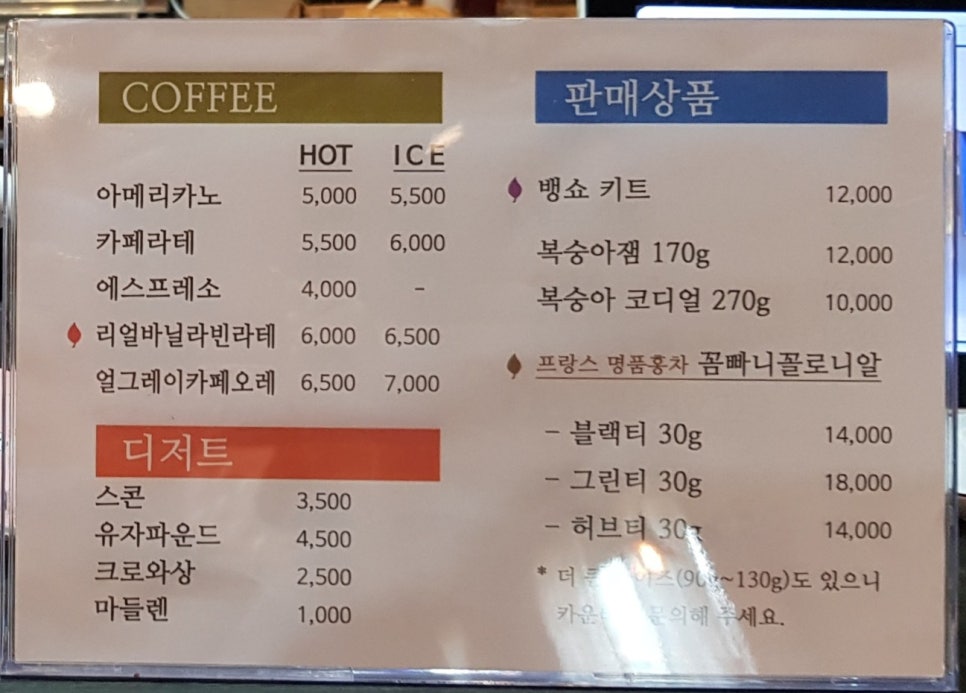 COFFEE
HOT ICE
아메리카노 5,000 5,500
카페라테 5,500 6,000
에스프레소 4,000 –
리얼바닐라빈라테 6,000 6,500
얼그레이카페오레 6,500 7,000
디저트
스콘 3,500
유자파운드 4,500
크로와상 2,500
마들렌 1,000
판매상품
뱅쇼 키트 12,000
복숭아잼 170g 12,000
복숭아 코디얼 270g 10,000
프랑스 명품홍차 꼼빠니꼴로니알
– 블랙티 30g 14,000
– 그린티 30g 18,000
– 허브티 30g 14,000
* 더 (90g~130g)도 있으니
문의해 주세요.